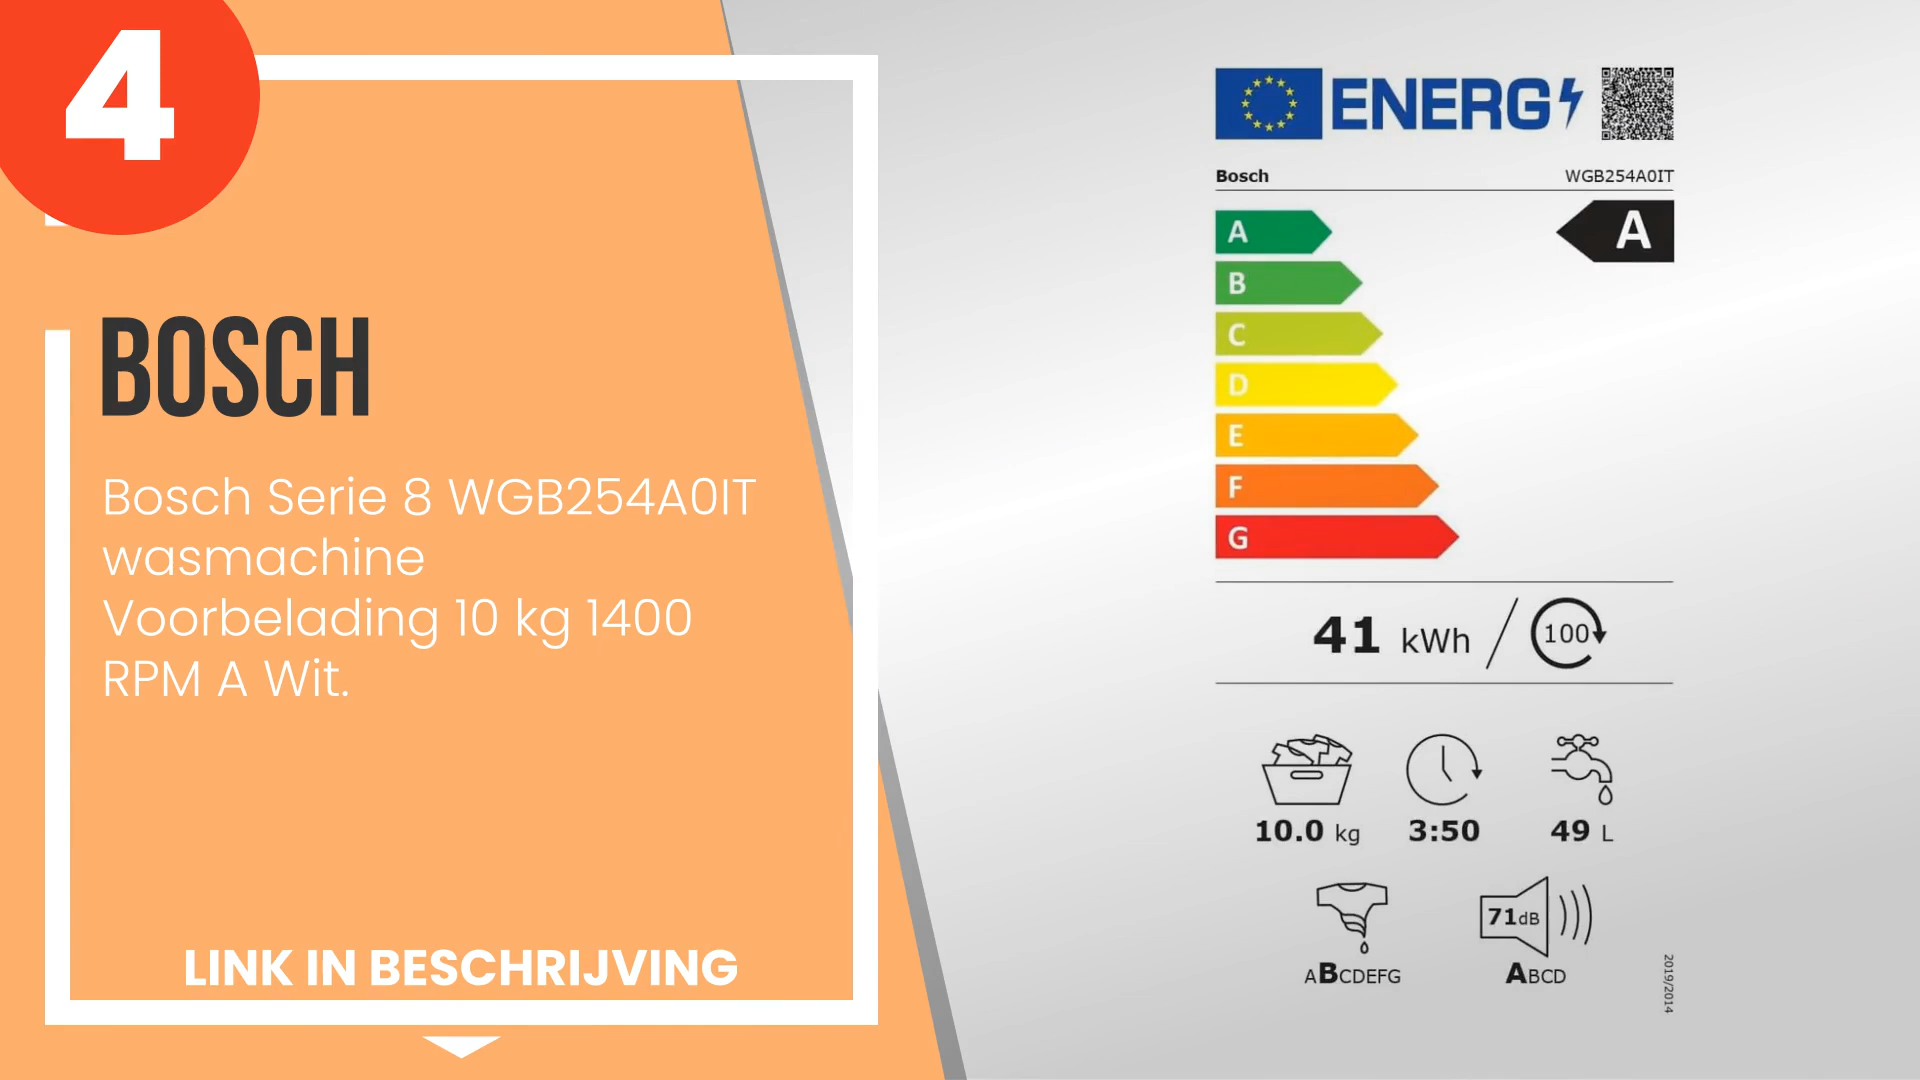 4
BOSCH
Bosch Serie 8 WGB254A0IT
wasmachine
Voorbelading 10 kg 1400
RPM A Wit.
LINK IN BESCHRIJVING
ENERG
Bosch WGB254A0IT
A A
B
C
D
E
F
G
41 kWh / 100
10.0 kg 3:50 49 L
71dB
ABCDEFG ABCD
2019/2014